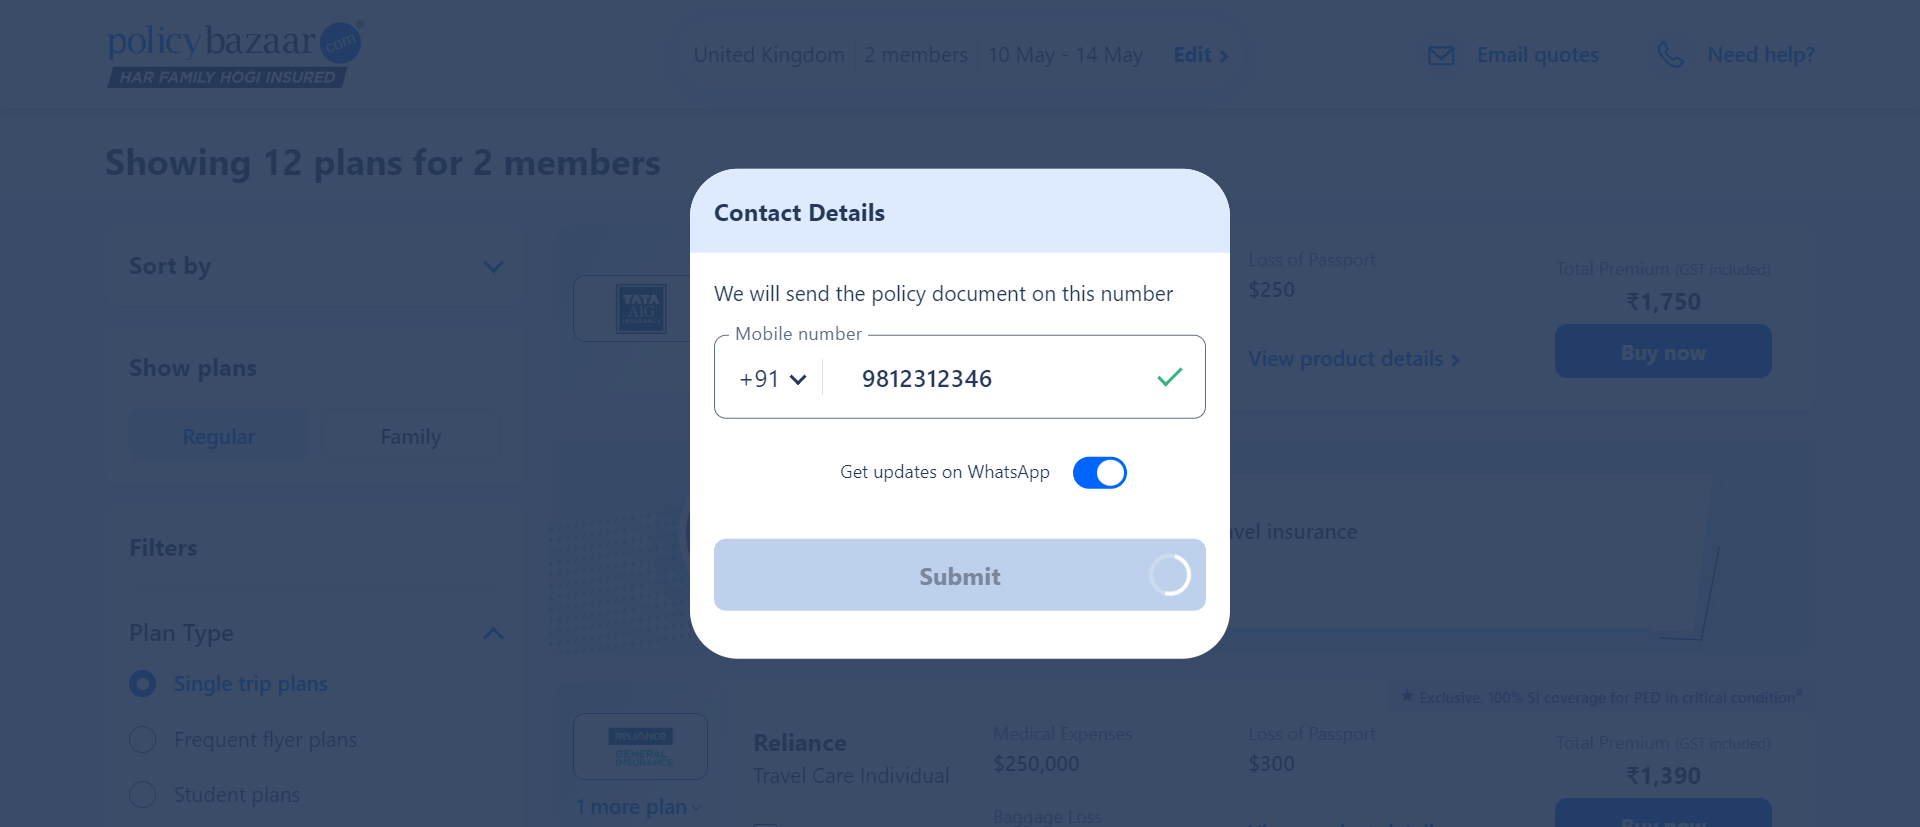 policybazaar.com®
HAR FAMILY HOGI INSURED
United Kingdom 2 members 10 May - 14 May Edit
Email quotes
Need help?
Showing 12 plans for 2 members
Sort by
Show plans
Regular Family
Filters
Plan Type
Single trip plans
Frequent flyer plans
Student plans
Contact Details
We will send the policy document on this number
Mobile number
+91 9812312346
Get updates on WhatsApp
Submit
TATA
AIG
INSURANCE
Loss of Passport
$250
View product details
Total Premium (GST included)
₹1,750
Buy now
insurance
Exclusive, 100% SI coverage for PED in critical condition#
RELIANCE
GENERAL
INSURANCE
1 more plan
Reliance
Travel Care Individual
Medical Expenses
$250,000
Baggage Loss
Loss of Passport
$300
Total Premium (GST included)
₹1,390
Buy now